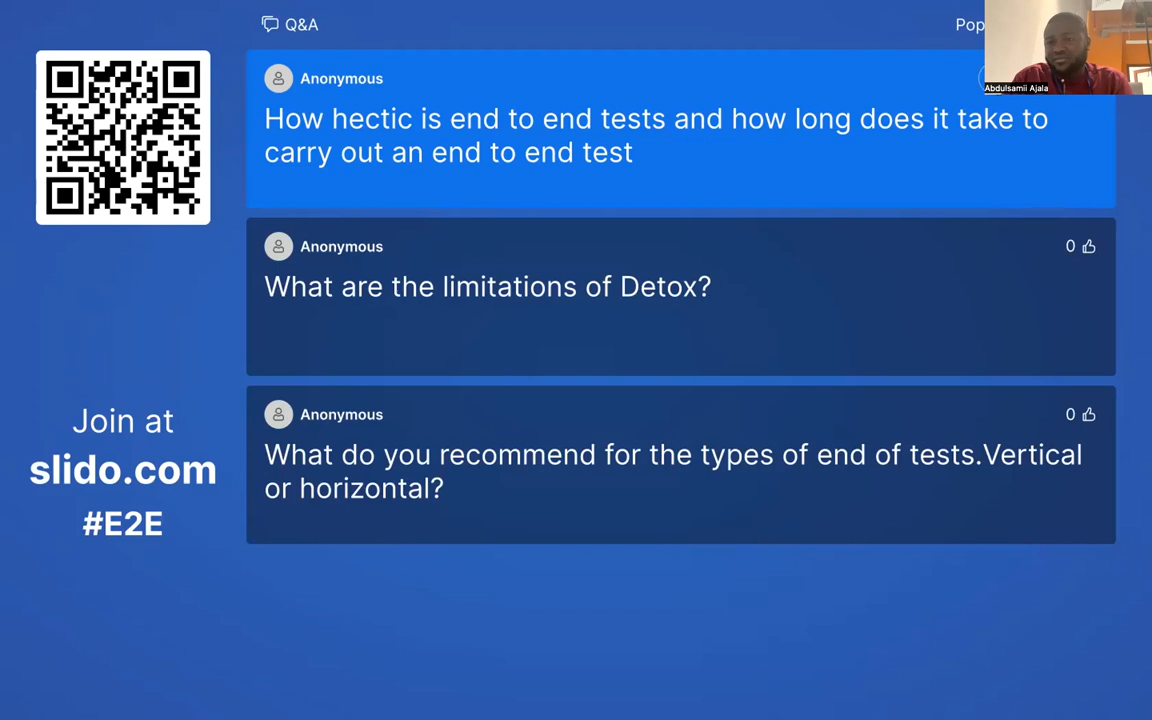 Q&A
Pop
Abdulsamii Ajala
Anonymous
How hectic is end to end tests and how long does it take to
carry out an end to end test
Anonymous
0
What are the limitations of Detox?
Anonymous
0
What do you recommend for the types of end of tests.Vertical
or horizontal?
Join at
slido.com
#E2E